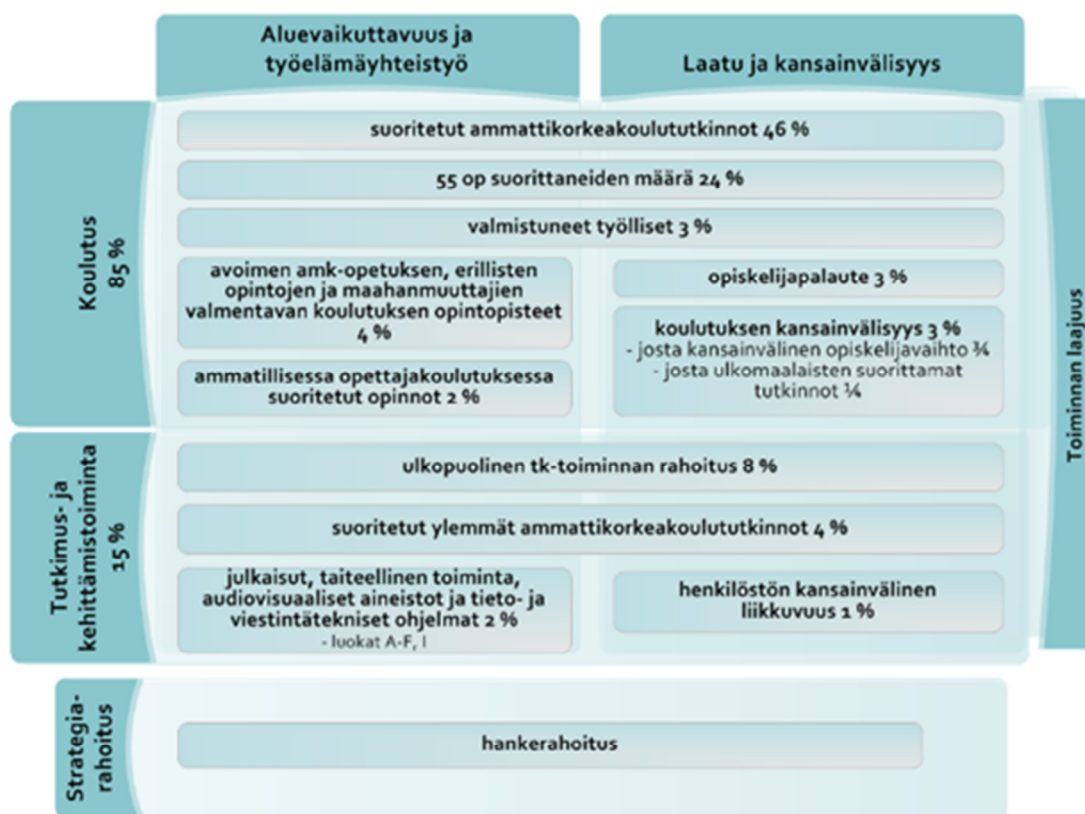 Aluevaikuttavuus ja
työelämäyhteistyö
Laatu ja kansainvälisyys
Koulutus
85 %
suoritetut ammattikorkeakoulututkinnot 46 %
55 op suorittaneiden määrä 24 %
valmistuneet työlliset 3 %
avoimen amk-opetuksen, erillisten
opintojen ja maahanmuuttajien
valmentavan koulutuksen opintopisteet
4 %
ammatillisessa opettajakoulutuksessa
suoritetut opinnot 2 %
opiskelijapalaute 3 %
koulutuksen kansainvälisyys 3 %
- josta kansainvälinen opiskelijavaihto ¾
- josta ulkomaalaisten suorittamat
tutkinnot ¼
Toiminnan laajuus
Tutkimus- ja
kehittämistoiminta
15 %
ulkopuolinen tk-toiminnan rahoitus 8 %
suoritetut ylemmät ammattikorkeakoulututkinnot 4 %
julkaisut, taiteellinen toiminta,
audiovisuaaliset aineistot ja tieto- ja
viestintätekniset ohjelmat 2 %
- luokat A-F, I
henkilöstön kansainvälinen
liikkuvuus 1 %
Strategia-
rahoitus
hankerahoitus